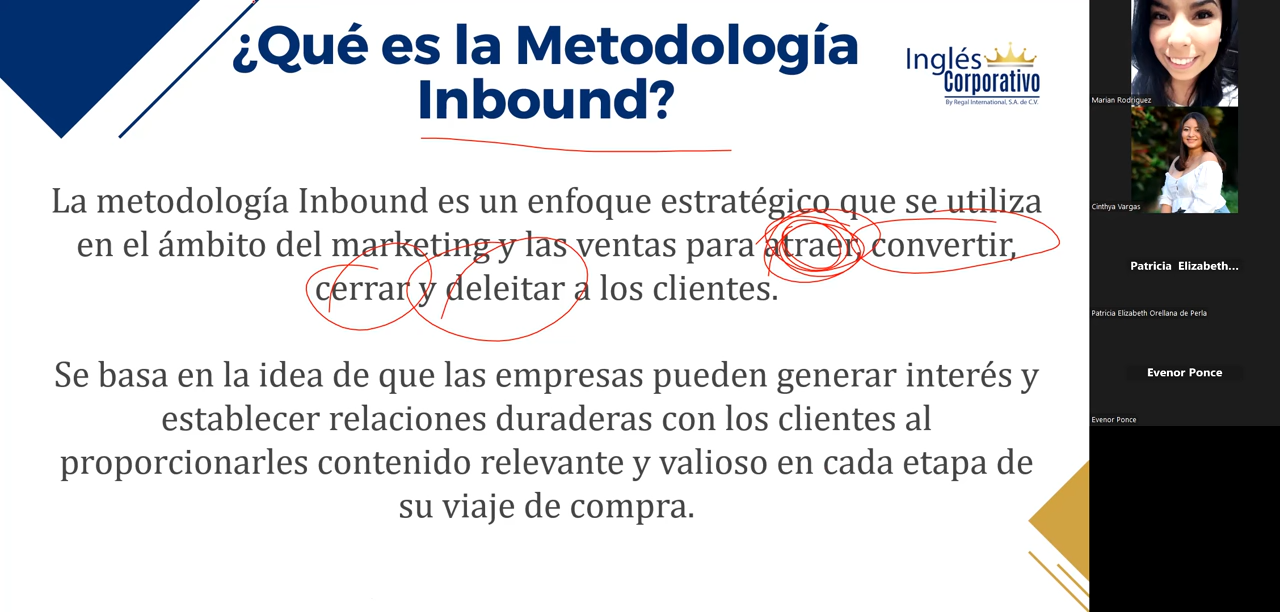 ¿Qué es la Metodología
Inbound?
Inglés
Corporativo
By Regal International, S.A. de C.V.
La metodología Inbound es un enfoque estratégico que se utiliza
en el ámbito del marketing y las ventas para atraer, convertir,
cerrar y deleitar a los clientes.
Se basa en la idea de que las empresas pueden generar interés y
establecer relaciones duraderas con los clientes al
proporcionarles contenido relevante y valioso en cada etapa de
su viaje de compra.
Marian Rodriguez
Cinthya Vargas
Patricia Elizabeth...
Patricia Elizabeth Orellana de Perla
Evenor Ponce
Evenor Ponce